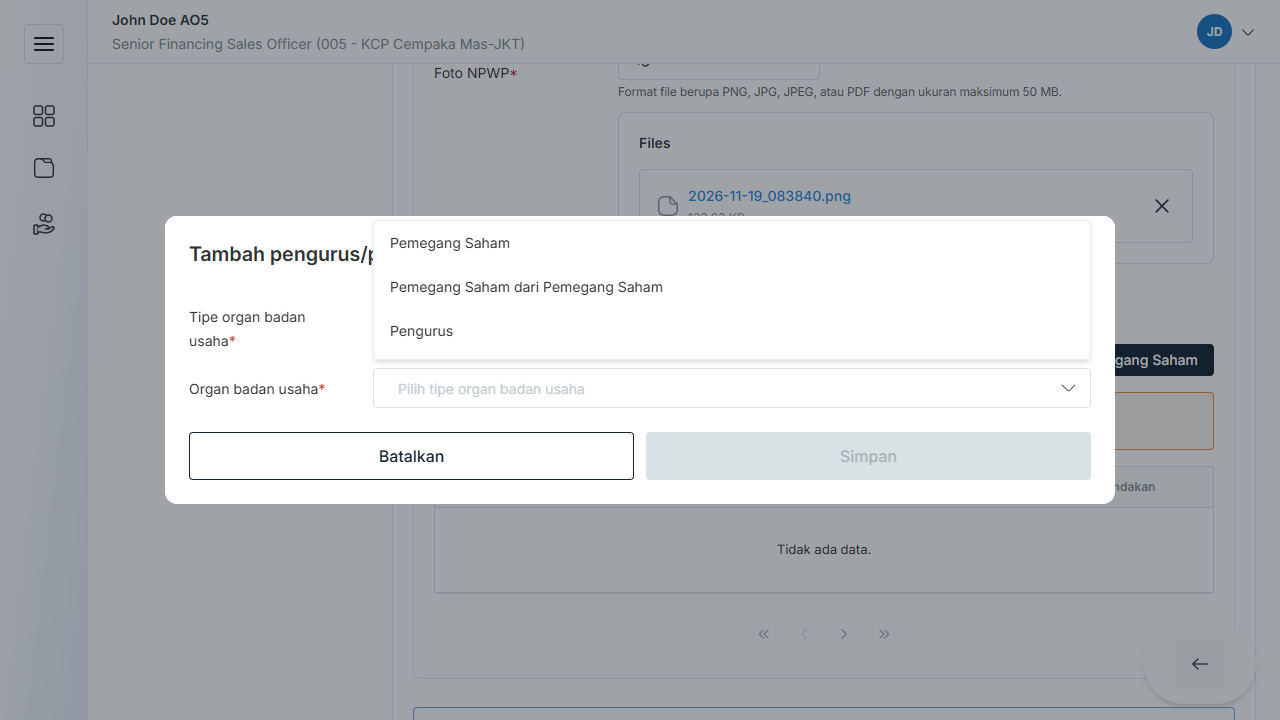 John Doe AO5
Senior Financing Sales Officer (005 - KCP Cempaka Mas-JKT)
JD
Foto NPWP*
Format file berupa PNG, JPG, JPEG, atau PDF dengan ukuran maksimum 50 MB.
Files
2026-11-19_083840.png
Tambah pengurus/p
Pemegang Saham
Pemegang Saham dari Pemegang Saham
Pengurus
Tipe organ badan
usaha*
gang Saham
Organ badan usaha*
Pilih tipe organ badan usaha
Batalkan
Simpan
ndakan
Tidak ada data.